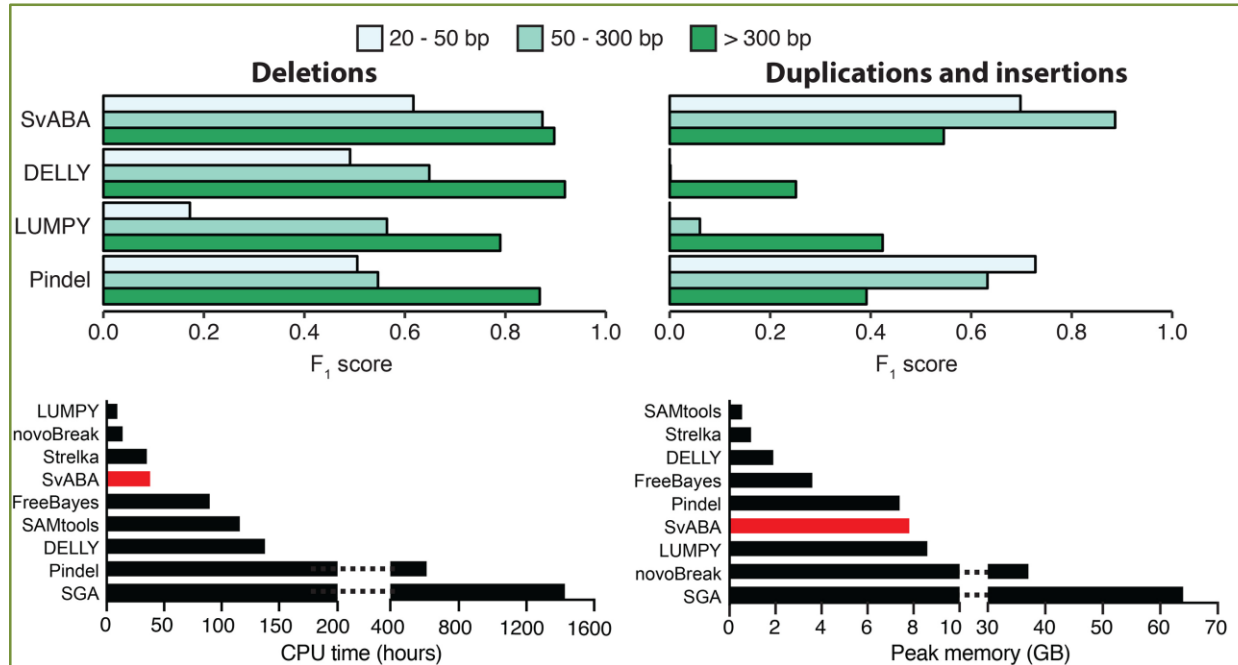 20 - 50 bp 50 - 300 bp > 300 bp
Deletions
SvABA
DELLY
LUMPY
Pindel
0.0 0.2 0.4 0.6 0.8 1.0
F1 score
Duplications and insertions
0.0 0.2 0.4 0.6 0.8 1.0
F1 score
LUMPY
novoBreak
Strelka
SvABA
FreeBayes
SAMtools
DELLY
Pindel
SGA
0 50 100 150 200 400 800 1200 1600
CPU time (hours)
SAMtools
Strelka
DELLY
FreeBayes
Pindel
SvABA
LUMPY
novoBreak
SGA
0 2 4 6 8 10 30 40 50 60 70
Peak memory (GB)